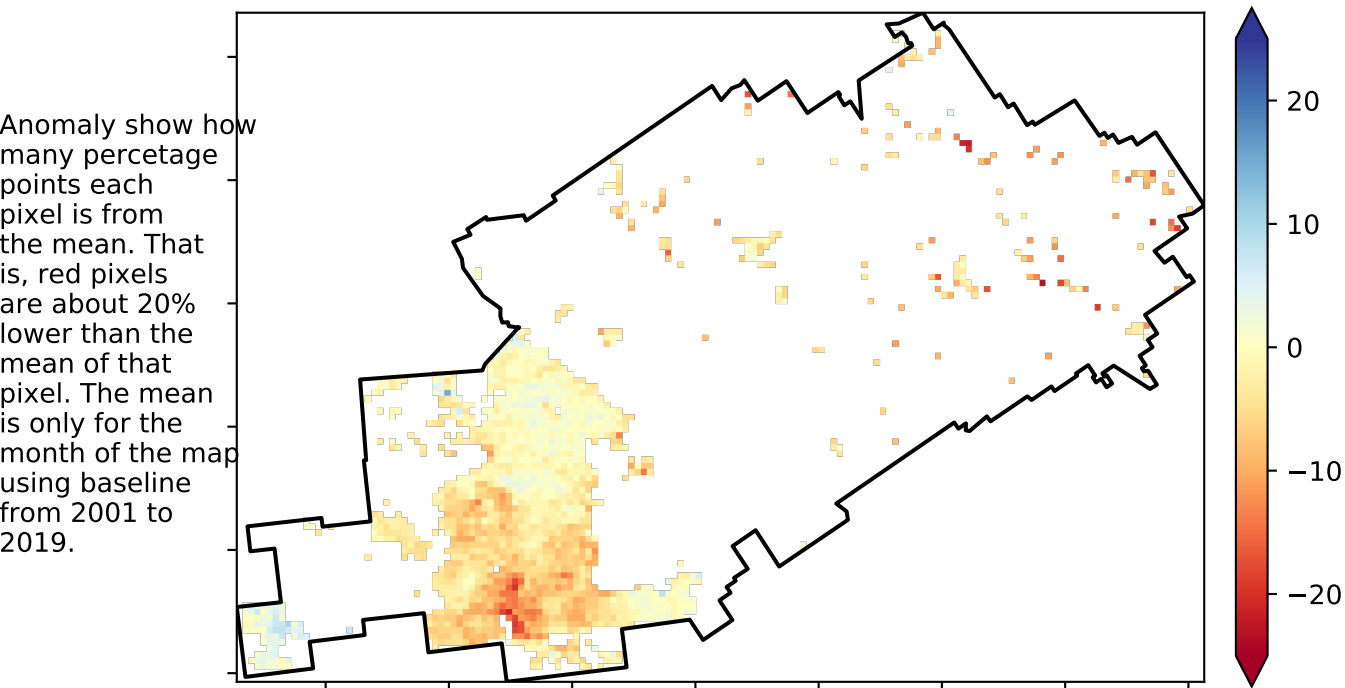 Anomaly show how
many percetage
points each
pixel is from
the mean. That
is, red pixels
are about 20%
lower than the
mean of that
pixel. The mean
is only for the
month of the map
using baseline
from 2001 to
2019.
20
10
0
−10
−20